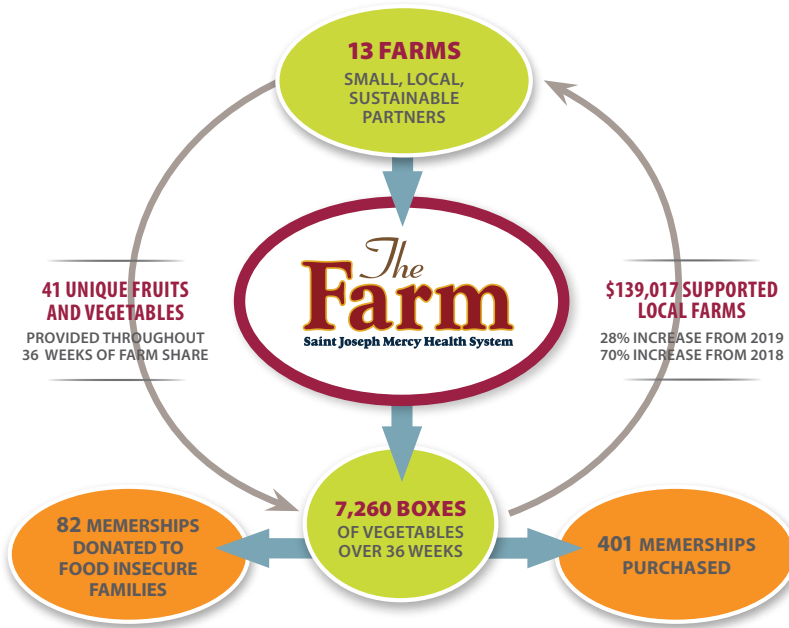 13 FARMS
SMALL, LOCAL,
SUSTAINABLE
PARTNERS
The
Farm
Saint Joseph Mercy Health System
41 UNIQUE FRUITS
AND VEGETABLES
PROVIDED THROUGHOUT
36 WEEKS OF FARM SHARE
$139,017 SUPPORTED
LOCAL FARMS
28% INCREASE FROM 2019
70% INCREASE FROM 2018
7,260 BOXES
OF VEGETABLES
OVER 36 WEEKS
82 MEMERSHIPS
DONATED TO
FOOD INSECURE
FAMILIES
401 MEMERSHIPS
PURCHASED